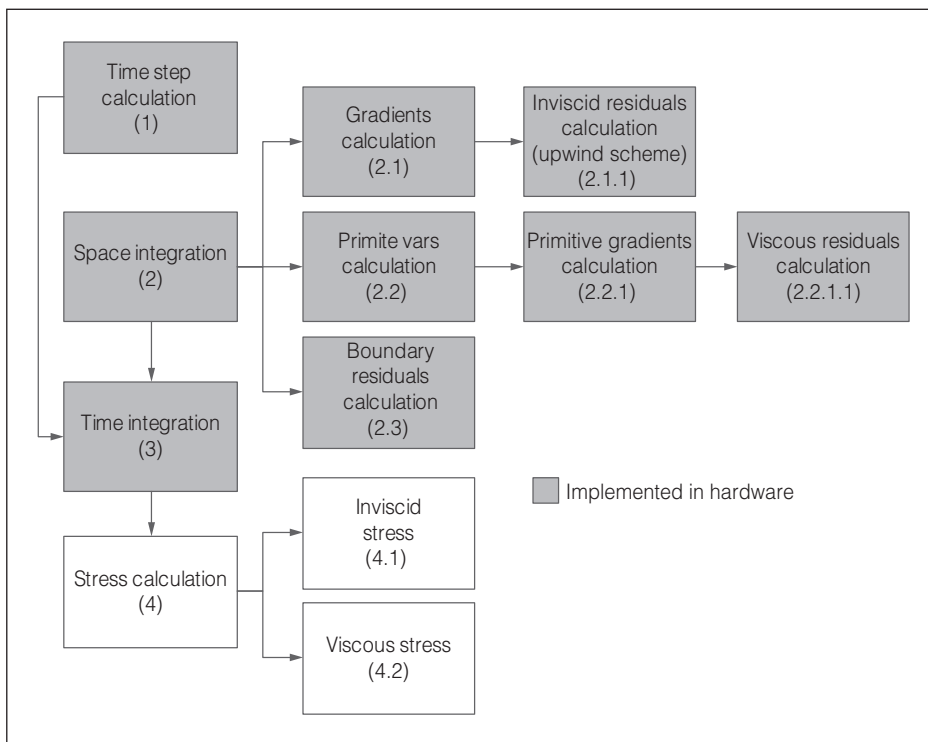 Time step
calculation
(1)
Gradients
calculation
(2.1)
Inviscid residuals
calculation
(upwind scheme)
(2.1.1)
Space integration
(2)
Primite vars
calculation
(2.2)
Primitive gradients
calculation
(2.2.1)
Viscous residuals
calculation
(2.2.1.1)
Boundary
residuals
calculation
(2.3)
Time integration
(3)
Implemented in hardware
Inviscid
stress
(4.1)
Stress calculation
(4)
Viscous stress
(4.2)